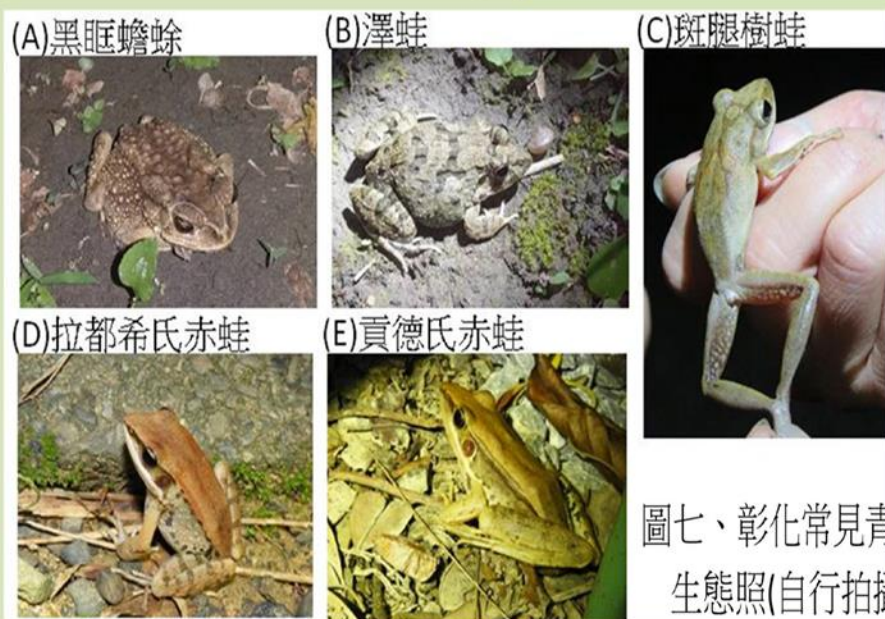 (A)黑眶蟾蜍
(B)澤蛙
(C)斑腿樹蛙
(D)拉都希氏赤蛙
(E)貢德氏赤蛙
圖七、彰化常見青
生態照(自行拍攝